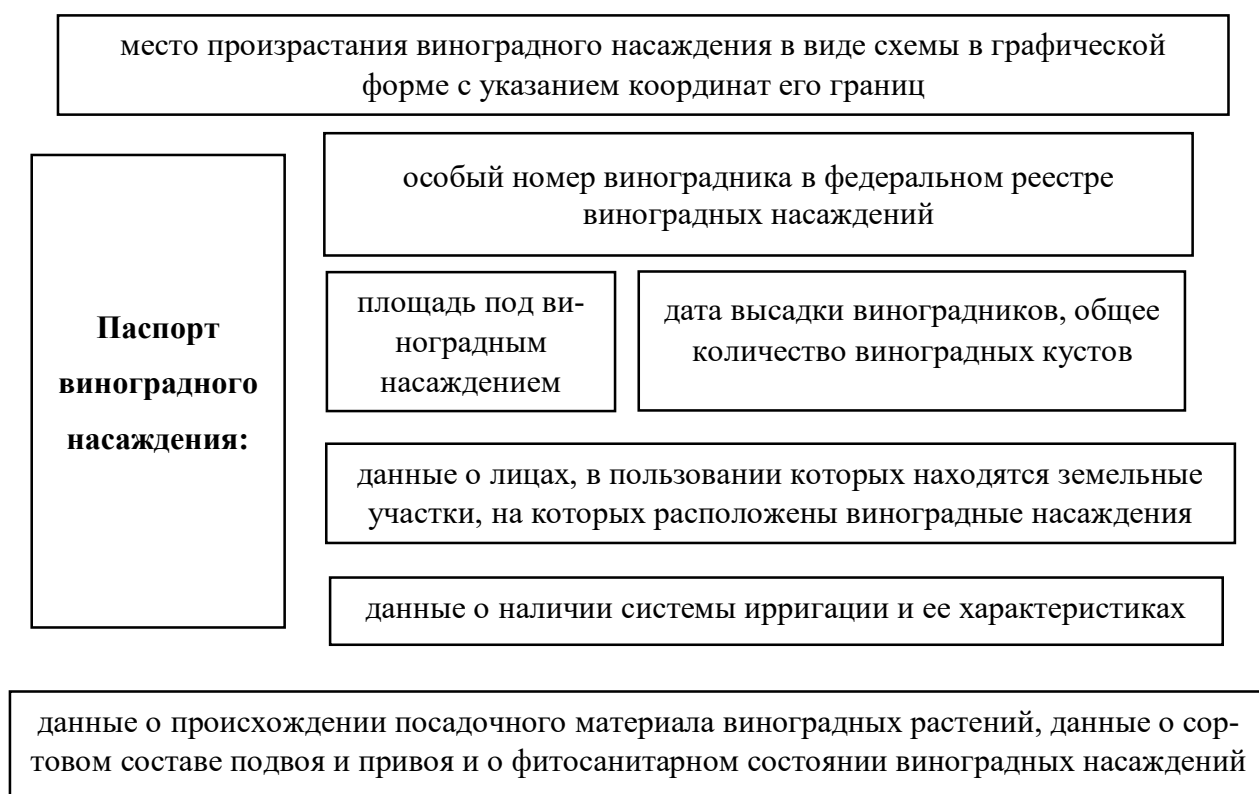 место произрастания виноградного насаждения в виде схемы в графической
форме с указанием координат его границ
Паспорт
виноградного
насаждения:
особый номер виноградника в федеральном реестре
виноградных насаждений
площадь под ви-
ноградным
насаждением
дата высадки виноградников, общее
количество виноградных кустов
данные о лицах, в пользовании которых находятся земельные
участки, на которых расположены виноградные насаждения
данные о наличии системы ирригации и ее характеристиках
данные о происхождении посадочного материала виноградных растений, данные о сор-
товом составе подвоя и привоя и о фитосанитарном состоянии виноградных насаждений